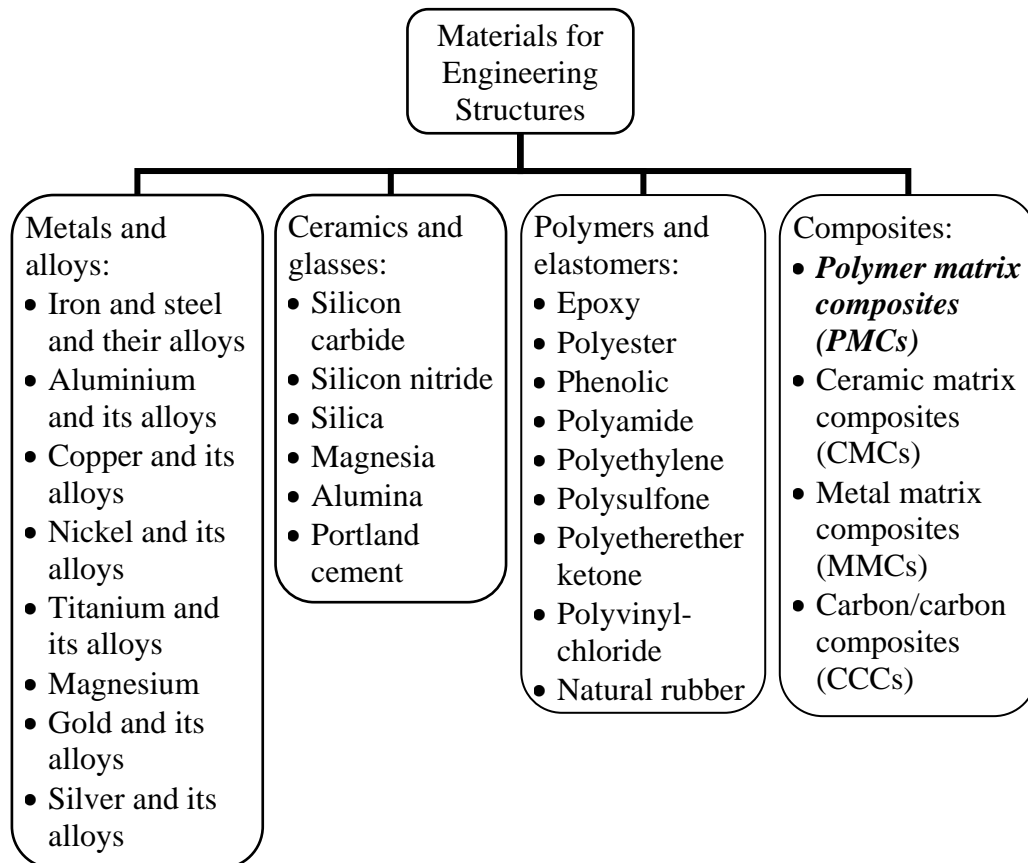 Materials for
Engineering
Structures
Metals and
alloys:
• Iron and steel
and their alloys
• Aluminium
and its alloys
• Copper and its
alloys
• Nickel and its
alloys
• Titanium and
its alloys
• Magnesium
• Gold and its
alloys
• Silver and its
alloys
Ceramics and
glasses:
• Silicon
carbide
• Silicon nitride
• Silica
• Magnesia
• Alumina
• Portland
cement
Polymers and
elastomers:
• Epoxy
• Polyester
• Phenolic
• Polyamide
• Polyethylene
• Polysulfone
• Polyetherether
ketone
• Polyvinyl-
chloride
• Natural rubber
Composites:
• Polymer matrix
composites
(PMCs)
• Ceramic matrix
composites
(CMCs)
• Metal matrix
composites
(MMCs)
• Carbon/carbon
composites
(CCCs)